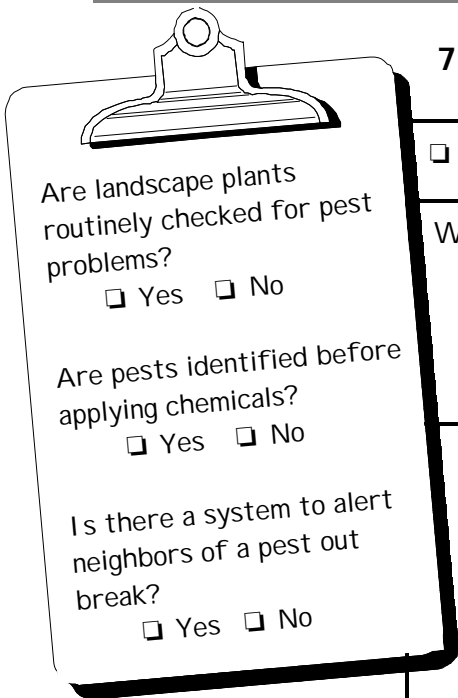 7
Are landscape plants
routinely checked for pest
problems?
❏ Yes ❏ No
❏
W
Are pests identified before
applying chemicals?
❏ Yes ❏ No
Is there a system to alert
neighbors of a pest out
break?
❏ Yes ❏ No